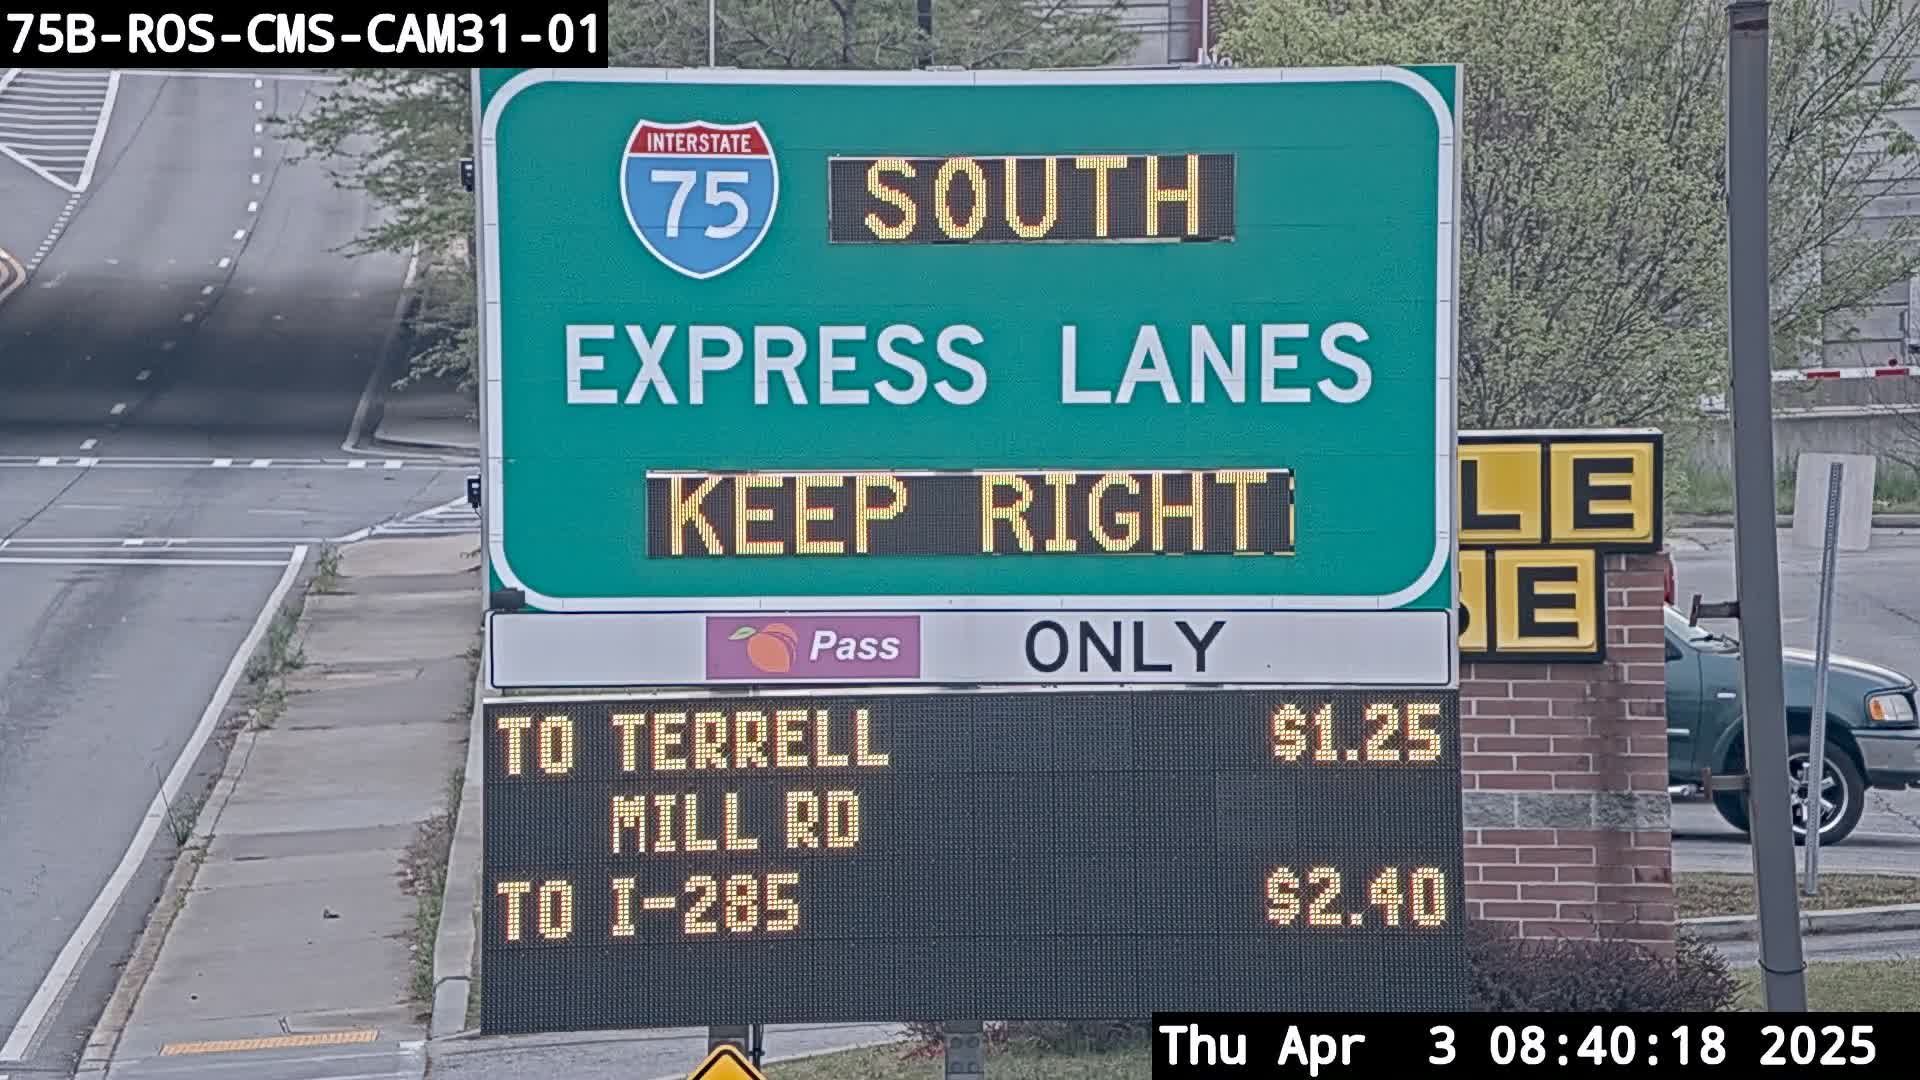 75B-ROS-CMS-CAM31-01
INTERSTATE
75
SOUTH
EXPRESS LANES
KEEP RIGHT
Pass ONLY
TO TERRELL $1.25
MILL RD
TO I-285 $2.40
LE
E
Thu Apr 3 08:40:18 2025